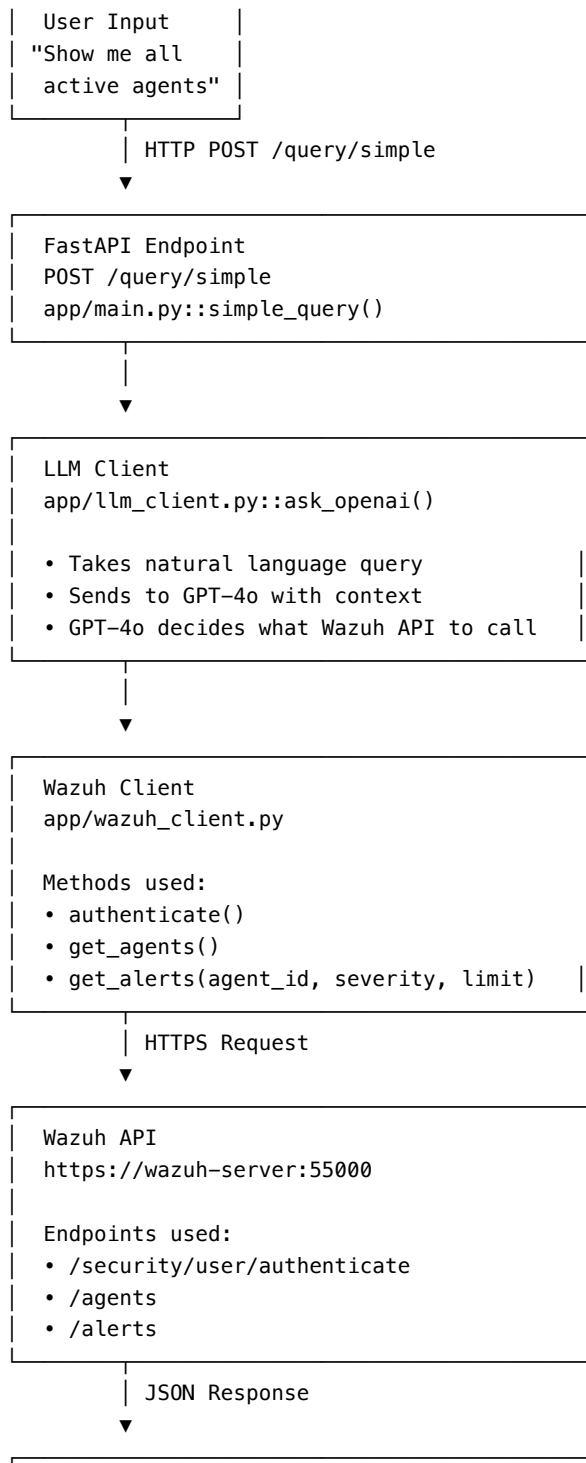 User Input
"Show me all
active agents"
HTTP POST /query/simple
FastAPI Endpoint
POST /query/simple
app/main.py::simple_query()
LLM Client
app/llm_client.py::ask_openai()
• Takes natural language query
• Sends to GPT-4o with context
• GPT-4o decides what Wazuh API to call
Wazuh Client
app/wazuh_client.py
Methods used:
• authenticate()
• get_agents()
• get_alerts(agent_id, severity, limit)
HTTPS Request
Wazuh API
https://wazuh-server:55000
Endpoints used:
• /security/user/authenticate
• /agents
• /alerts
JSON Response